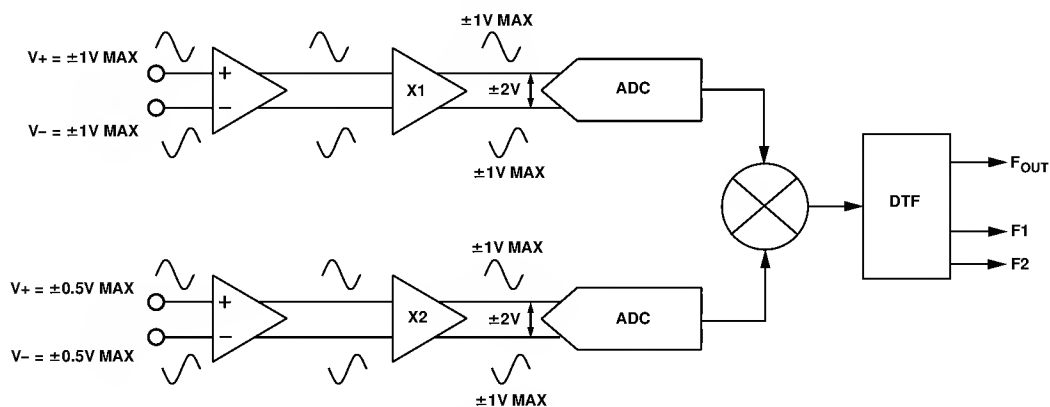 ±1V MAX
V+ = ±1V MAX
+
X1
±2V
ADC
–
V– = ±1V MAX
±1V MAX
FOUT
DTF
F1
F2
±1V MAX
V+ = ±0.5V MAX
+
X2
±2V
ADC
–
V– = ±0.5V MAX
±1V MAX